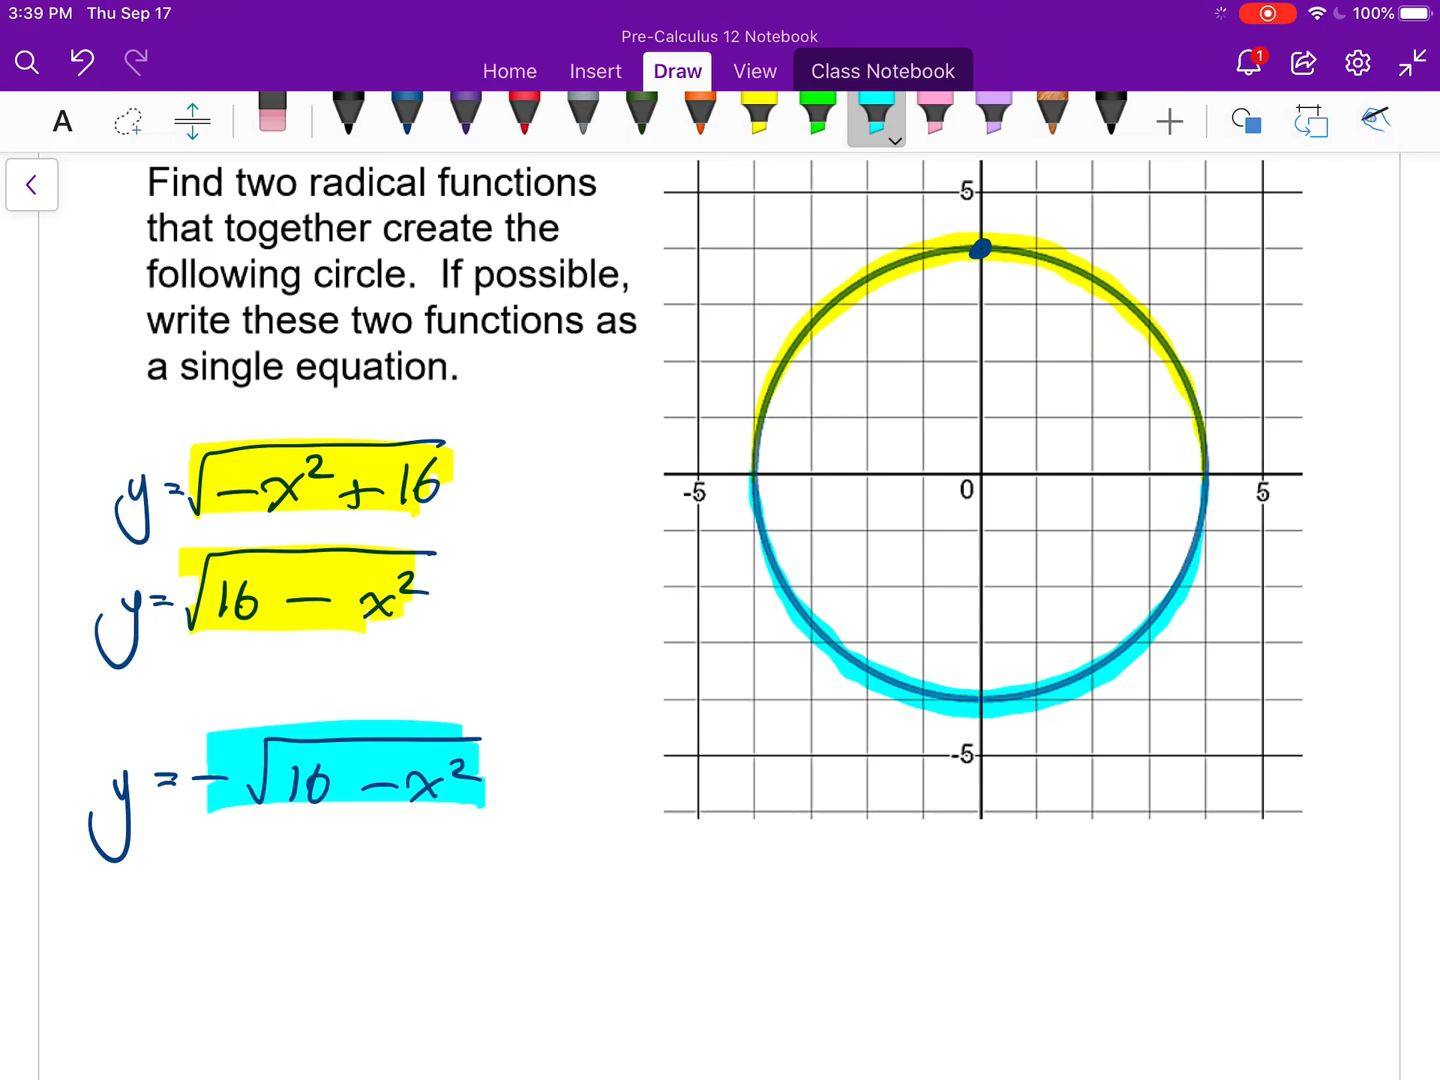 3:39 PM Thu Sep 17
100%
Pre-Calculus 12 Notebook
Home Insert Draw View Class Notebook
1
A
Find two radical functions
that together create the
following circle. If possible,
write these two functions as
a single equation.
y = √(-x² + 16)
y = √(16 - x²)
y = -√(16 - x²)
5
-5 0 5
-5